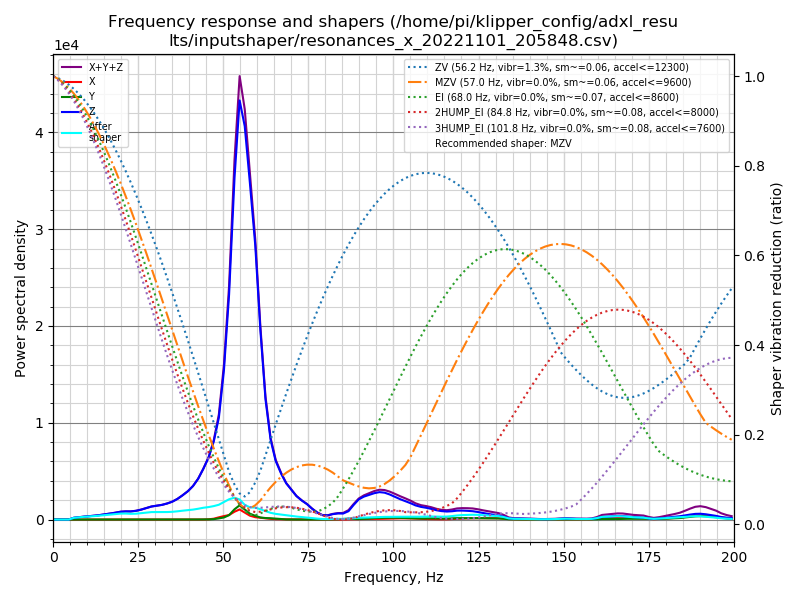 Frequency response and shapers (/home/pi/klipper_config/adxl_resu
lts/inputshaper/resonances_x_20221101_205848.csv)
1e4
X+Y+Z
X
Y
Z
After
shaper
ZV (56.2 Hz, vibr=1.3%, sm~=0.06, accel<=12300)
MZV (57.0 Hz, vibr=0.0%, sm~=0.06, accel<=9600)
EI (68.0 Hz, vibr=0.0%, sm~=0.07, accel<=8600)
2HUMP_EI (84.8 Hz, vibr=0.0%, sm~=0.08, accel<=8000)
3HUMP_EI (101.8 Hz, vibr=0.0%, sm~=0.08, accel<=7600)
Recommended shaper: MZV
Power spectral density
4
3
2
1
0
1.0
0.8
0.6
0.4
0.2
0.0
Shaper vibration reduction (ratio)
0
25
50
75
100
125
150
175
200
Frequency, Hz